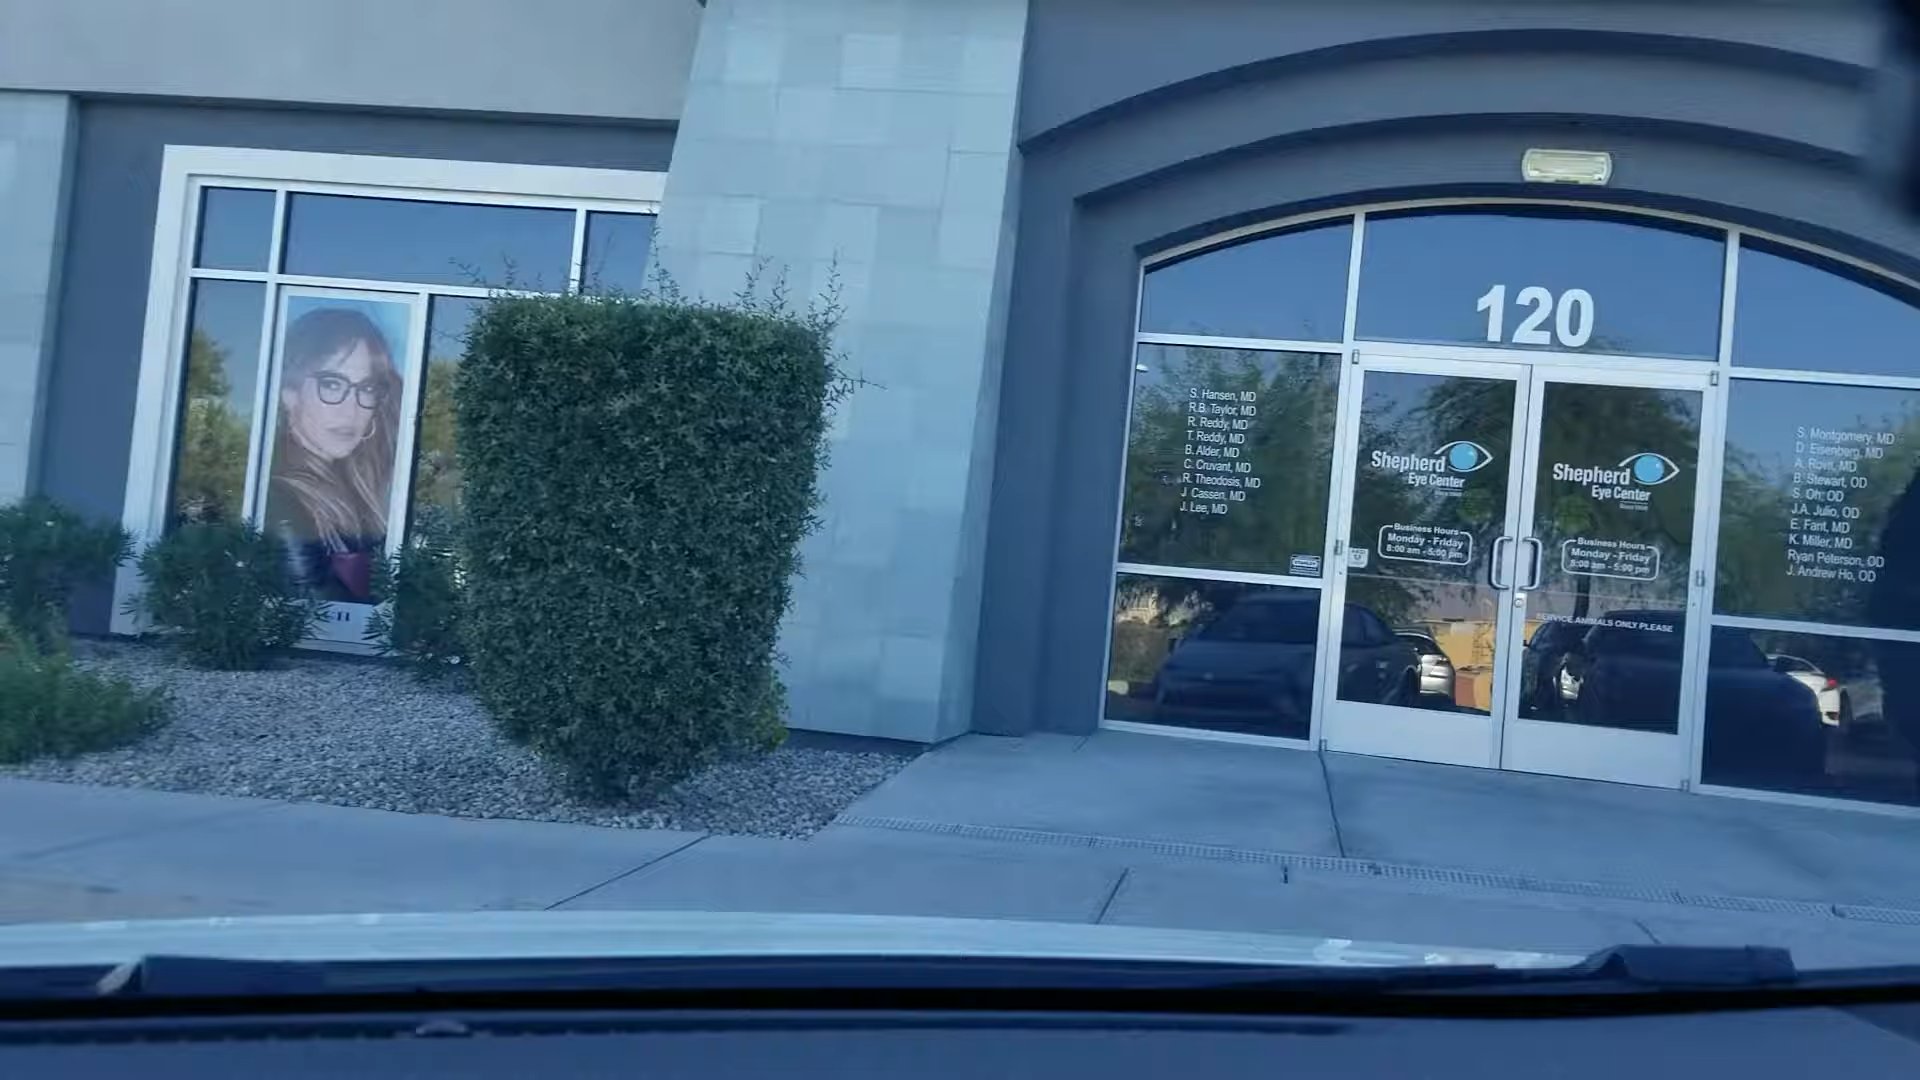 120
S. Hansen, MD
R.B. Taylor, MD
R. Reddy, MD
T. Reddy, MD
B. Alder, MD
C. Cruvant, MD
R. Theodosis, MD
J. Cassen, MD
J. Lee, MD
Shepherd
Eye Center
Business Hours
Monday - Friday
8:00 am - 5:00 pm
Shepherd
Eye Center
Business Hours
Monday - Friday
8:00 am - 5:00 pm
SERVICE ANIMALS ONLY PLEASE
S. Montgomery, MD
D. Eisenberg, MD
A. Rovit, MD
B. Stewart, OD
S. Oh, OD
J.A. Julio, OD
E. Fant, MD
K. Miller, MD
Ryan Peterson, OD
J. Andrew Ho, OD